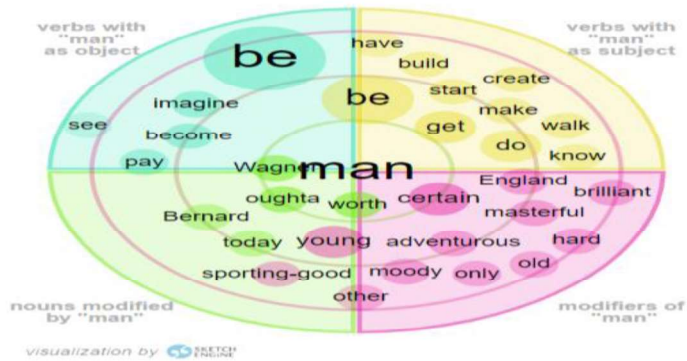 verbs with
"man"
as object
verbs with
"man"
as subject
be
have
build
create
imagine
be
start
make
see
become
get
do
walk
pay
know
Wagner
man
England
oughta
worth
certain
brilliant
Bernard
masterful
today
young
adventurous
hard
sporting-good
moody
only
old
other
nouns modified
by "man"
modifiers of
"man"
visualization by SKETCH
ENGINE